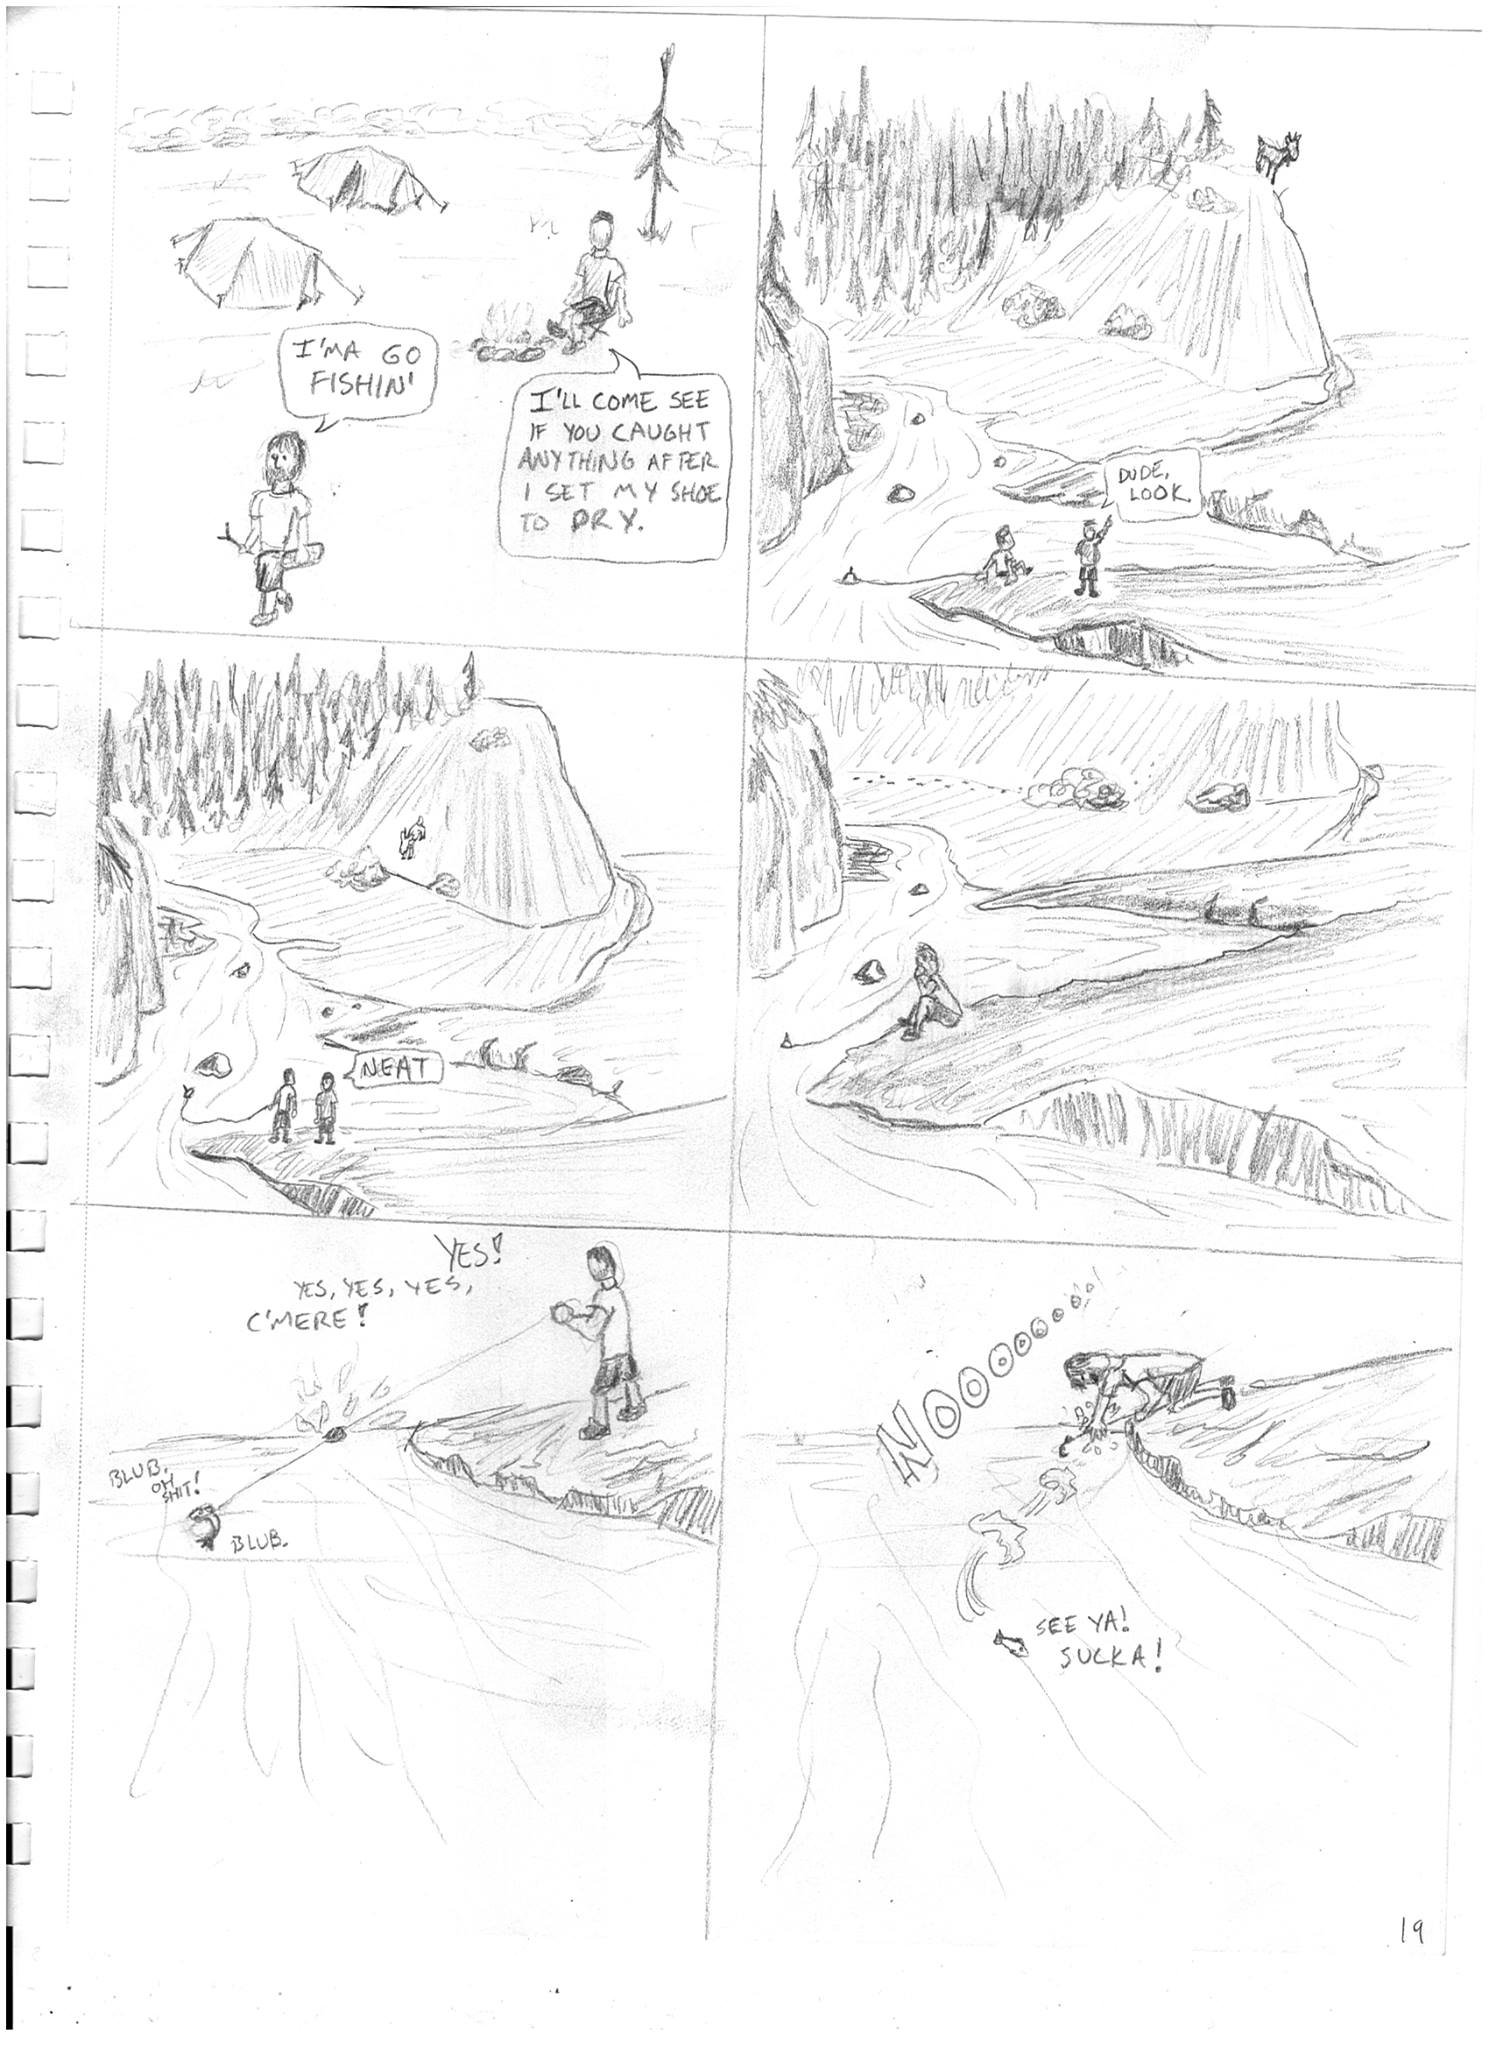 I'MA GO
FISHIN'
I'LL COME SEE
IF YOU CAUGHT
ANYTHING AFTER
I SET MY SHOE
TO DRY.
DUDE,
LOOK.
NEAT
YES!
YES, YES, YES,
C'MERE!
BLUB.
OH
SHIT!
BLUB.
NOOOOOOOOOO!
SEE YA!
SUCKA!
19